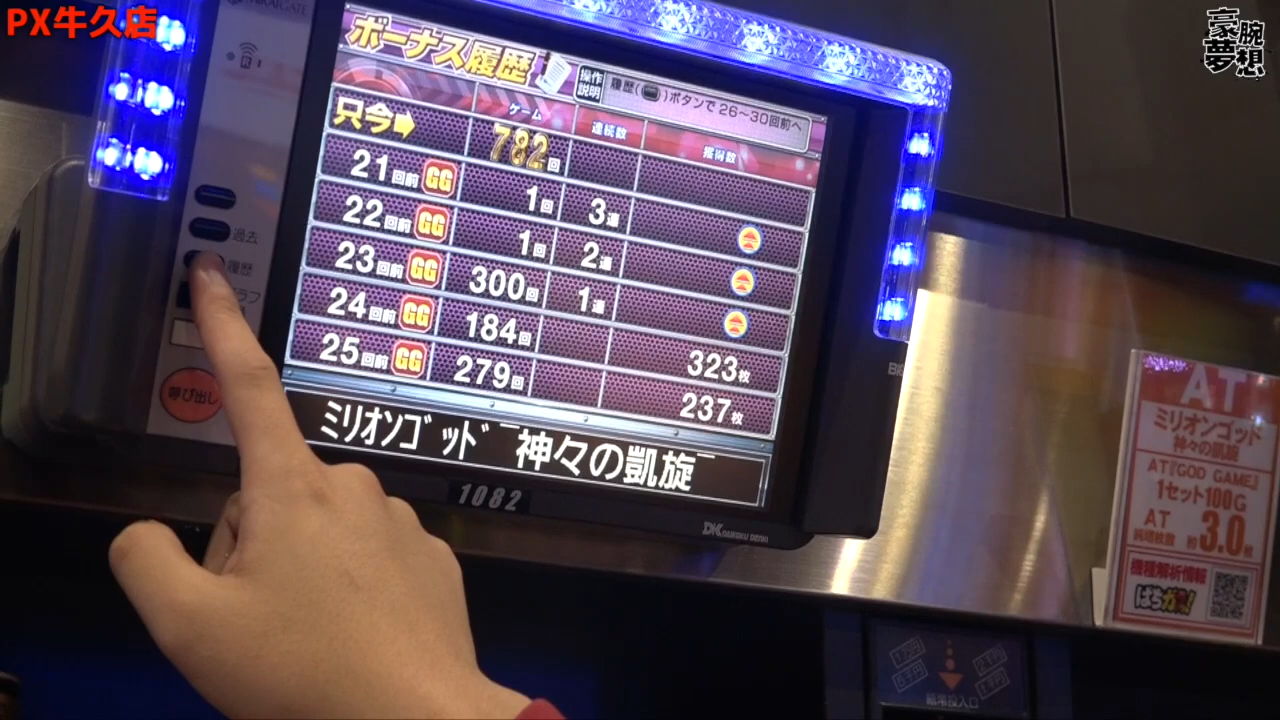 PX牛久店
豪腕夢想
ボーナス履歴
操作説明 履歴( )ボタンで 26〜30回前へ
ゲーム 連続数 獲得数
只今 782回
21回前 GG 1回 3連
22回前 GG 1回 2連
23回前 GG 300回 1連
24回前 GG 184回 323枚
25回前 GG 279回 237枚
ミリオンゴッド 神々の凱旋
1082
過去
履歴
呼び出し
AT
ミリオンゴッド
神々の凱旋
AT『GOD GAME』
1セット100G
AT
約3.0枚
機種解析情報
ぱちガブッ!
紙幣投入口